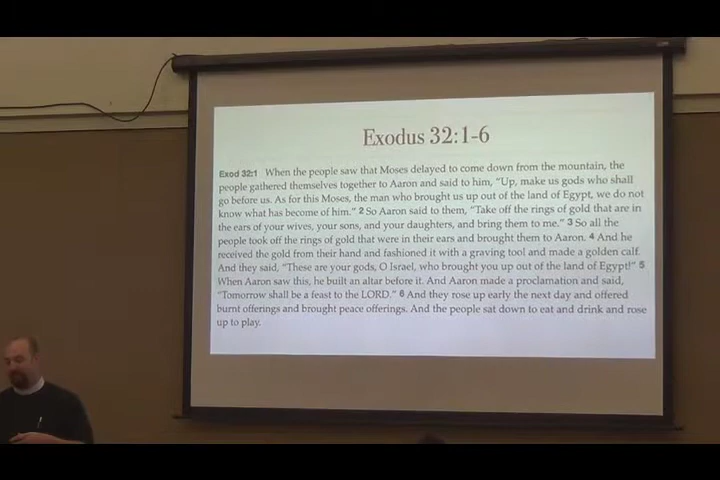 Exodus 32:1-6
Exod 32:1 When the people saw that Moses delayed to come down from the mountain, the
people gathered themselves together to Aaron and said to him, “Up, make us gods who shall
go before us. As for this Moses, the man who brought us up out of the land of Egypt, we do not
know what has become of him.” 2 So Aaron said to them, “Take off the rings of gold that are in
the ears of your wives, your sons, and your daughters, and bring them to me.” 3 So all the
people took off the rings of gold that were in their ears and brought them to Aaron. 4 And he
received the gold from their hand and fashioned it with a graving tool and made a golden calf.
And they said, “These are your gods, O Israel, who brought you up out of the land of Egypt!” 5
When Aaron saw this, he built an altar before it. And Aaron made a proclamation and said,
“Tomorrow shall be a feast to the LORD.” 6 And they rose up early the next day and offered
burnt offerings and brought peace offerings. And the people sat down to eat and drink and rose
up to play.